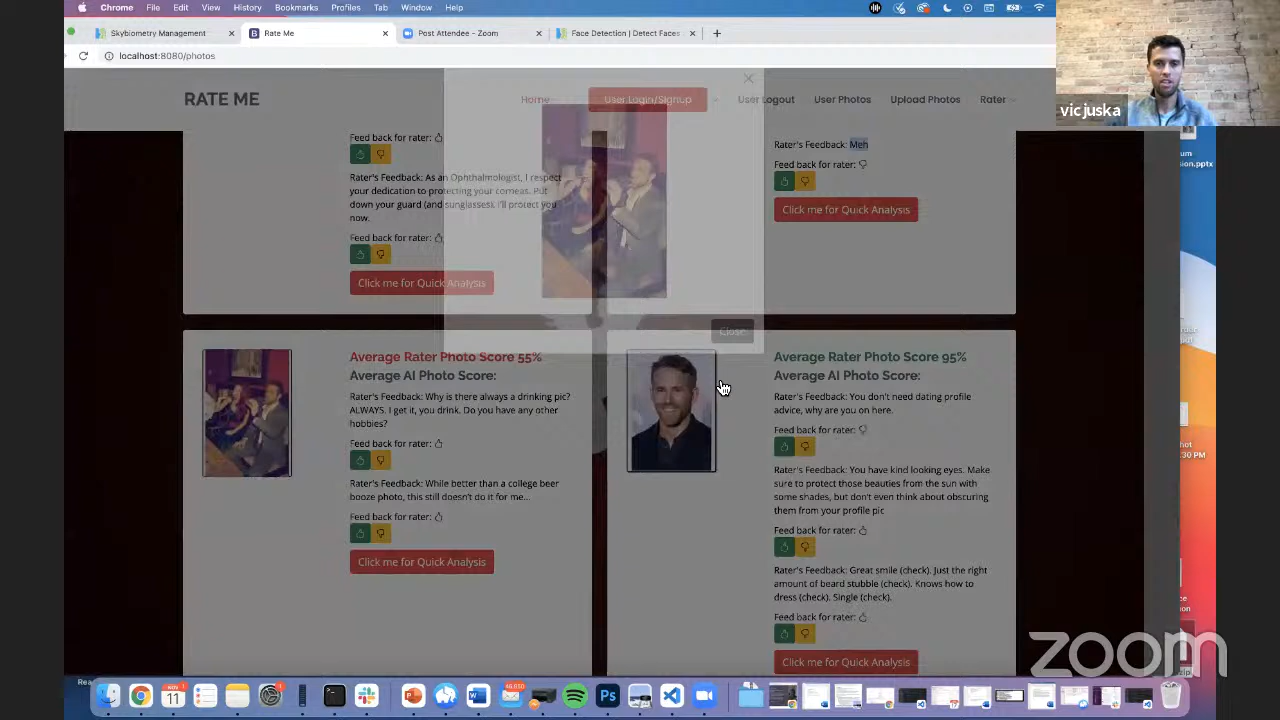 Chrome File Edit View History Bookmarks Profiles Tab Window Help
Skybiometry Management
Rate Me
Post Attendee - Zoom
Face Detection | Detect Faces
localhost:8080/photos
vic juska
RATE ME
Home
User Login/Signup
User Logout
User Photos
Upload Photos
Rater
Feed back for rater:
Rater's Feedback: As an Ophthalmologist, I respect
your dedication to protecting your corneas. Put
down your guard (and sunglasses). I'll protect you
now.
Feed back for rater:
Click me for Quick Analysis
Rater's Feedback: Meh
Feed back for rater:
Click me for Quick Analysis
Close
Average Rater Photo Score 55%
Average AI Photo Score:
Rater's Feedback: Why is there always a drinking pic?
ALWAYS. I get it, you drink. Do you have any other
hobbies?
Feed back for rater:
Rater's Feedback: While better than a college beer
booze photo, this still doesn't do it for me...
Feed back for rater:
Click me for Quick Analysis
Average Rater Photo Score 95%
Average AI Photo Score:
Rater's Feedback: You don't need dating profile
advice, why are you on here.
Feed back for rater:
Rater's Feedback: You have kind looking eyes. Make
sure to protect those beauties from the sun with
some shades, but don't even think about obscuring
them from your profile pic
Feed back for rater:
Rater's Feedback: Great smile (check). Just the right
amount of beard stubble (check). Knows how to
dress (check). Single (check).
Feed back for rater:
Click me for Quick Analysis
um
sion.pptx
hot
:30 PM
zoom
NOV
11